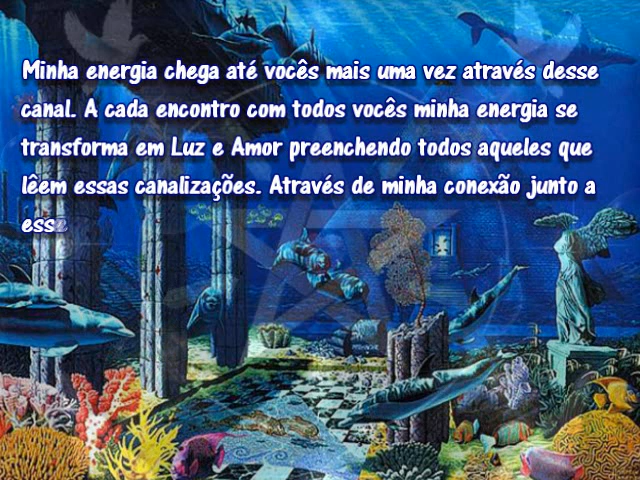 Minha energia chega até vocês mais uma vez através desse
canal. A cada encontro com todos vocês minha energia se
transforma em Luz e Amor preenchendo todos aqueles que
lêem essas canalizações. Através de minha conexão junto a
esse